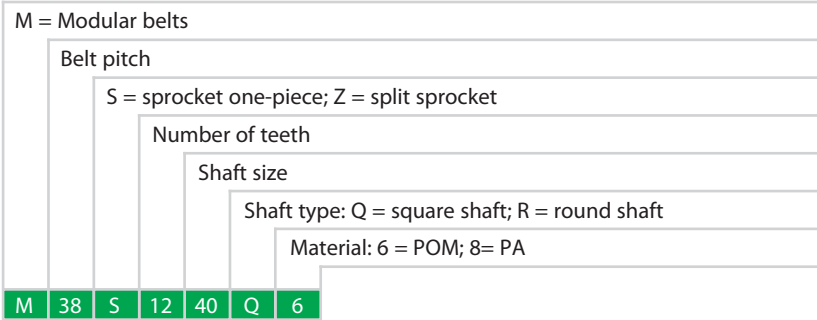 M = Modular belts
Belt pitch
S = sprocket one-piece; Z = split sprocket
Number of teeth
Shaft size
Shaft type: Q = square shaft; R = round shaft
Material: 6 = POM; 8= PA
M 38 S 12 40 Q 6